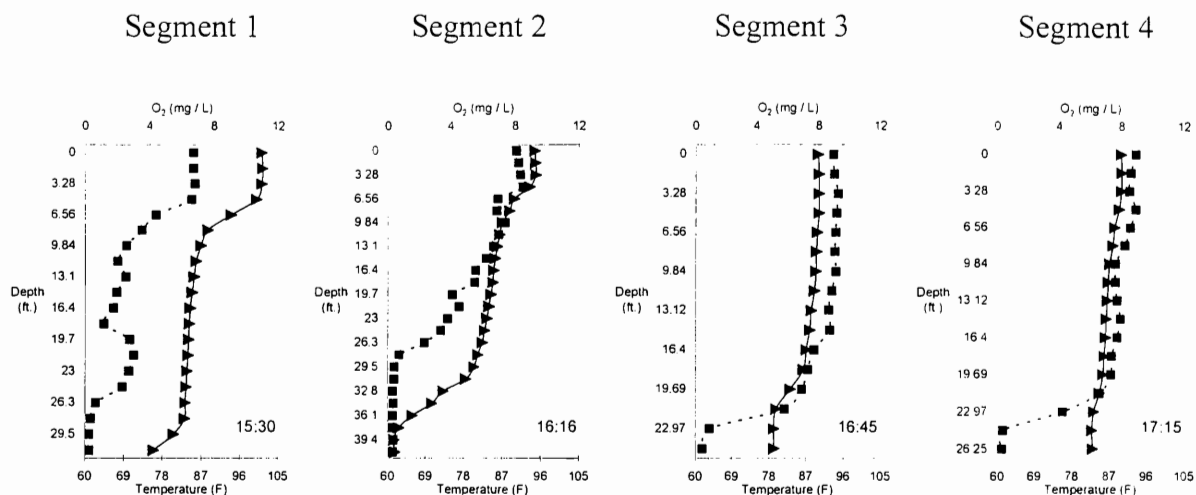 Segment 1
Segment 2
Segment 3
Segment 4
O2 (mg / L)
0 4 8 12
Depth (ft.)
0
3.28
6.56
9.84
13.1
16.4
19.7
23
26.3
29.5
15:30
60 69 78 87 96 105
Temperature (F)
O2 (mg / L)
0 4 8 12
Depth (ft.)
0
3.28
6 56
9 84
13 1
16 4
19.7
23
26.3
29 5
32.8
36.1
39 4
16:16
60 69 78 87 96 105
Temperature (F)
O2 (mg / L)
0 4 8 12
Depth (ft.)
0
3.28
6.56
9.84
13.12
16.4
19.69
22.97
16:45
60 69 78 87 96 105
Temperature (F)
O2 (mg / L)
0 4 8 12
Depth (ft )
0
3.28
6 56
9 84
13 12
16 4
19.69
22 97
26 25
17:15
60 69 78 87 96 105
Temperature (F)